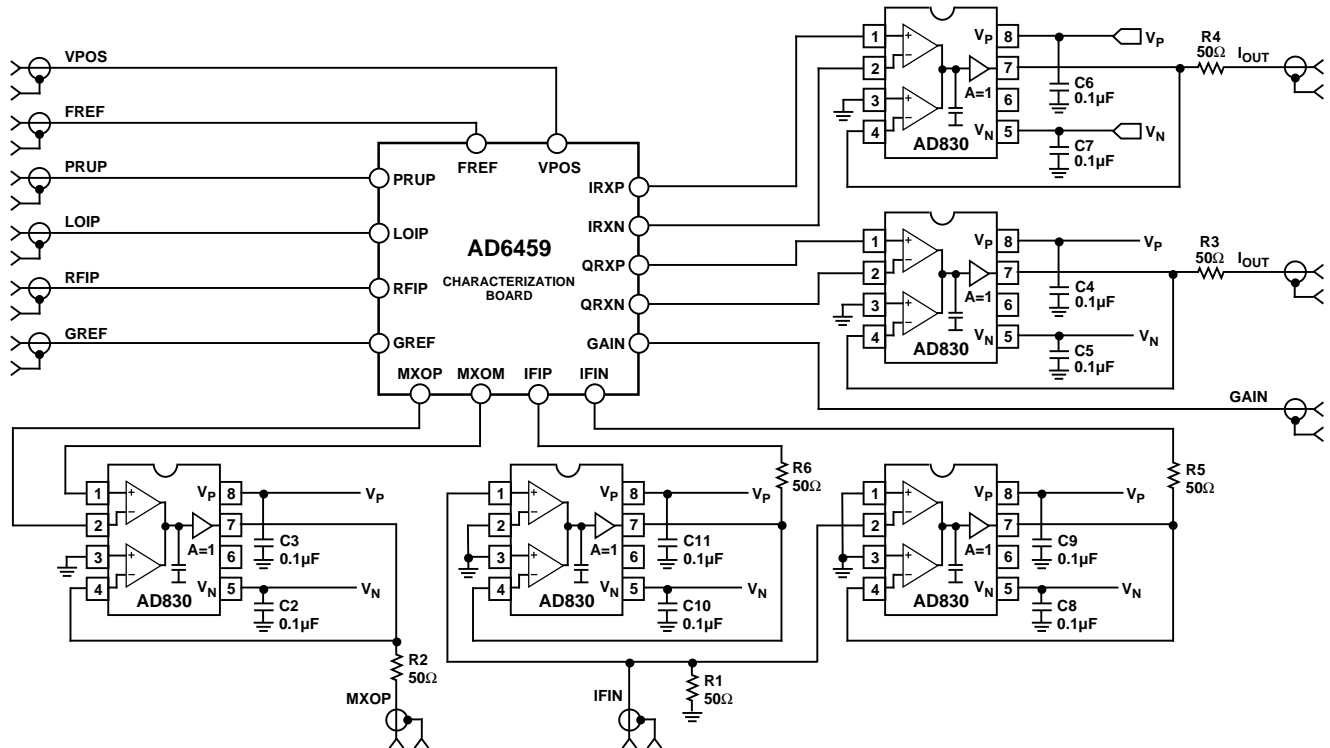 VPOS
FREF
PRUP
LOIP
RFIP
GREF
FREF
VPOS
PRUP
LOIP
RFIP
GREF
AD6459
CHARACTERIZATION
BOARD
IRXP
IRXN
QRXP
QRXN
GAIN
MXOP
MXOM
IFIP
IFIN
1
2
3
4
+
−
+
−
A=1
VP
VN
8
7
6
5
AD830
VP
C6
0.1µF
VN
C7
0.1µF
R4
50Ω
IOUT
1
2
3
4
+
−
+
−
A=1
VP
VN
8
7
6
5
AD830
VP
C4
0.1µF
VN
C5
0.1µF
R3
50Ω
IOUT
GAIN
1
2
3
4
+
−
+
−
A=1
VP
VN
8
7
6
5
AD830
VP
C3
0.1µF
VN
C2
0.1µF
R2
50Ω
MXOP
1
2
3
4
+
−
+
−
A=1
VP
VN
8
7
6
5
AD830
VP
C11
0.1µF
VN
C10
0.1µF
R6
50Ω
IFIN
R1
50Ω
1
2
3
4
+
−
+
−
A=1
VP
VN
8
7
6
5
AD830
VP
C9
0.1µF
VN
C8
0.1µF
R5
50Ω